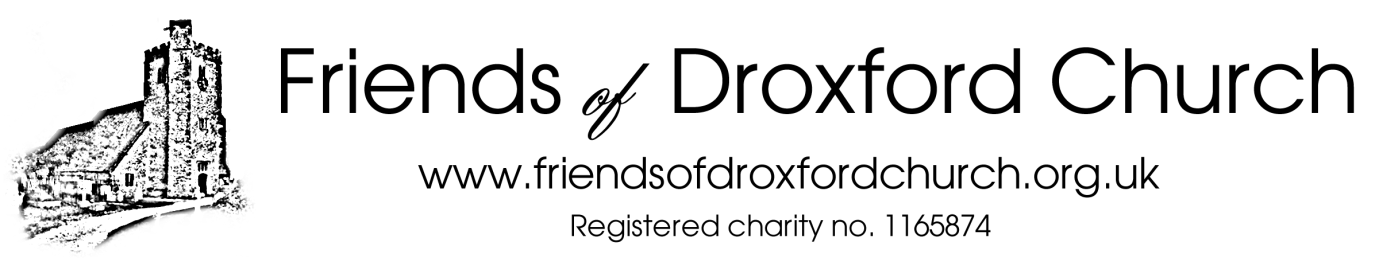 Friends of Droxford Church
www.friendsofdroxfordchurch.org.uk
Registered charity no. 1165874